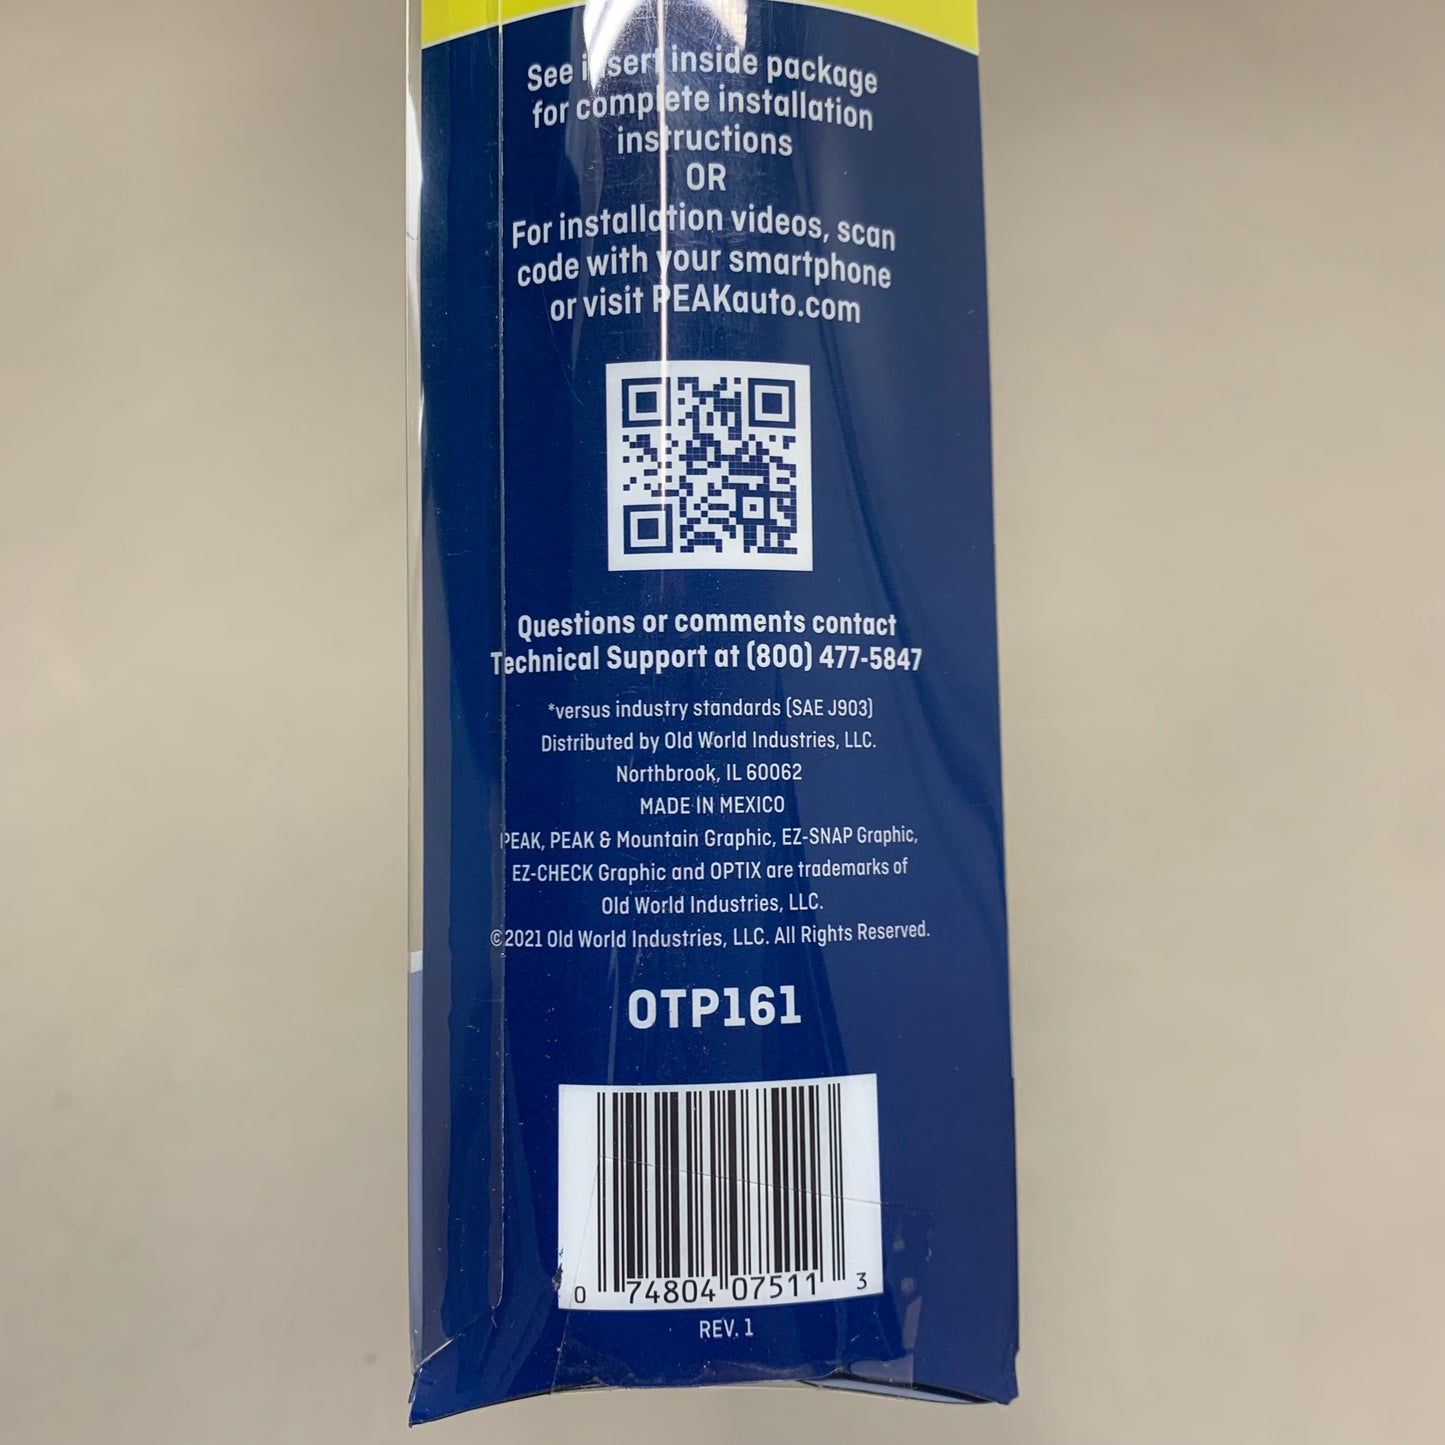 See insert inside package
for complete installation
instructions
OR
For installation videos, scan
code with your smartphone
or visit PEAKauto.com
Questions or comments contact
Technical Support at (800) 477-5847
*versus industry standards (SAE J903)
Distributed by Old World Industries, LLC.
Northbrook, IL 60062
MADE IN MEXICO
PEAK, PEAK & Mountain Graphic, EZ-SNAP Graphic,
EZ-CHECK Graphic and OPTIX are trademarks of
Old World Industries, LLC.
©2021 Old World Industries, LLC. All Rights Reserved.
OTP161
0 74804 07511 3
REV. 1